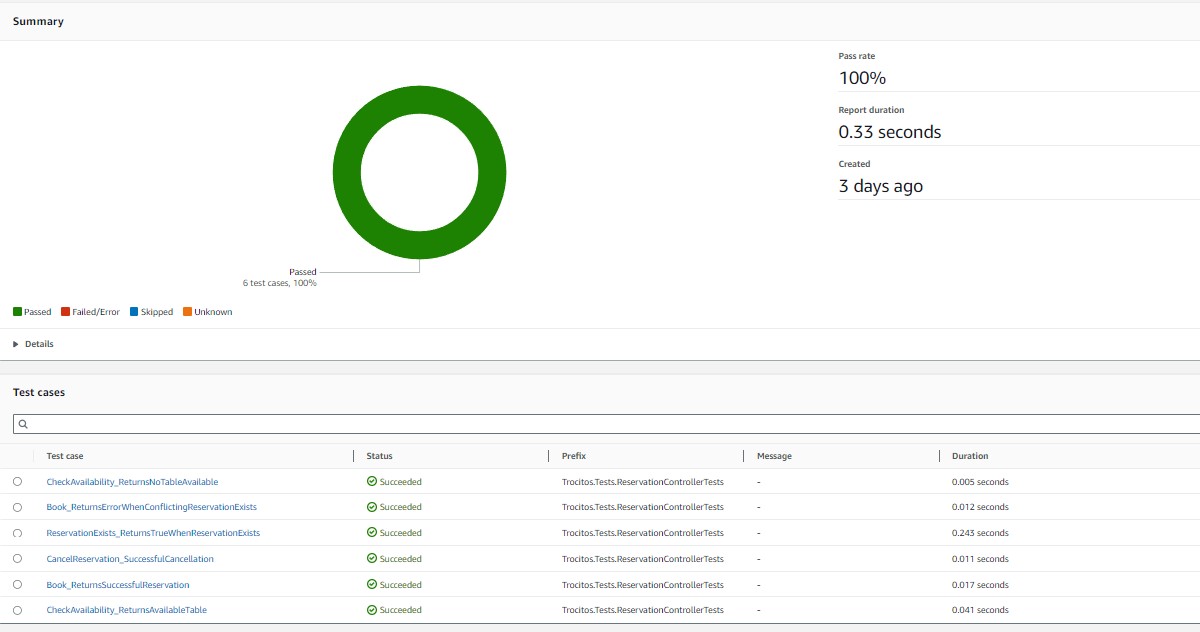 Summary
Pass rate
100%
Report duration
0.33 seconds
Created
3 days ago
Passed
6 test cases, 100%
Passed Failed/Error Skipped Unknown
Details
Test cases
Test case Status Prefix Message Duration
CheckAvailability_ReturnsNoTableAvailable Succeeded Trocitos.Tests.ReservationControllerTests - 0.005 seconds
Book_ReturnsErrorWhenConflictingReservationExists Succeeded Trocitos.Tests.ReservationControllerTests - 0.012 seconds
ReservationExists_ReturnsTrueWhenReservationExists Succeeded Trocitos.Tests.ReservationControllerTests - 0.243 seconds
CancelReservation_SuccessfulCancellation Succeeded Trocitos.Tests.ReservationControllerTests - 0.011 seconds
Book_ReturnsSuccessfulReservation Succeeded Trocitos.Tests.ReservationControllerTests - 0.017 seconds
CheckAvailability_ReturnsAvailableTable Succeeded Trocitos.Tests.ReservationControllerTests - 0.041 seconds